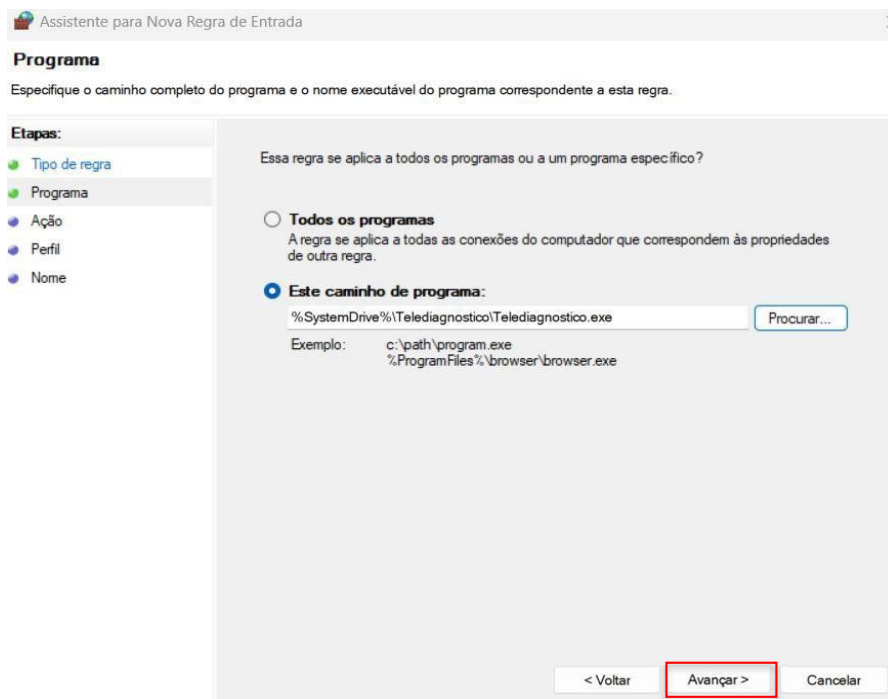 Assistente para Nova Regra de Entrada
Programa
Especifique o caminho completo do programa e o nome executável do programa correspondente a esta regra.
Etapas:
Tipo de regra
Programa
Ação
Perfil
Nome
Essa regra se aplica a todos os programas ou a um programa específico?
Todos os programas
A regra se aplica a todas as conexões do computador que correspondem às propriedades
de outra regra.
Este caminho de programa:
%SystemDrive%\Telediagnostico\Telediagnostico.exe
Procurar...
Exemplo: c:\path\program.exe
%ProgramFiles%\browser\browser.exe
< Voltar
Avançar >
Cancelar